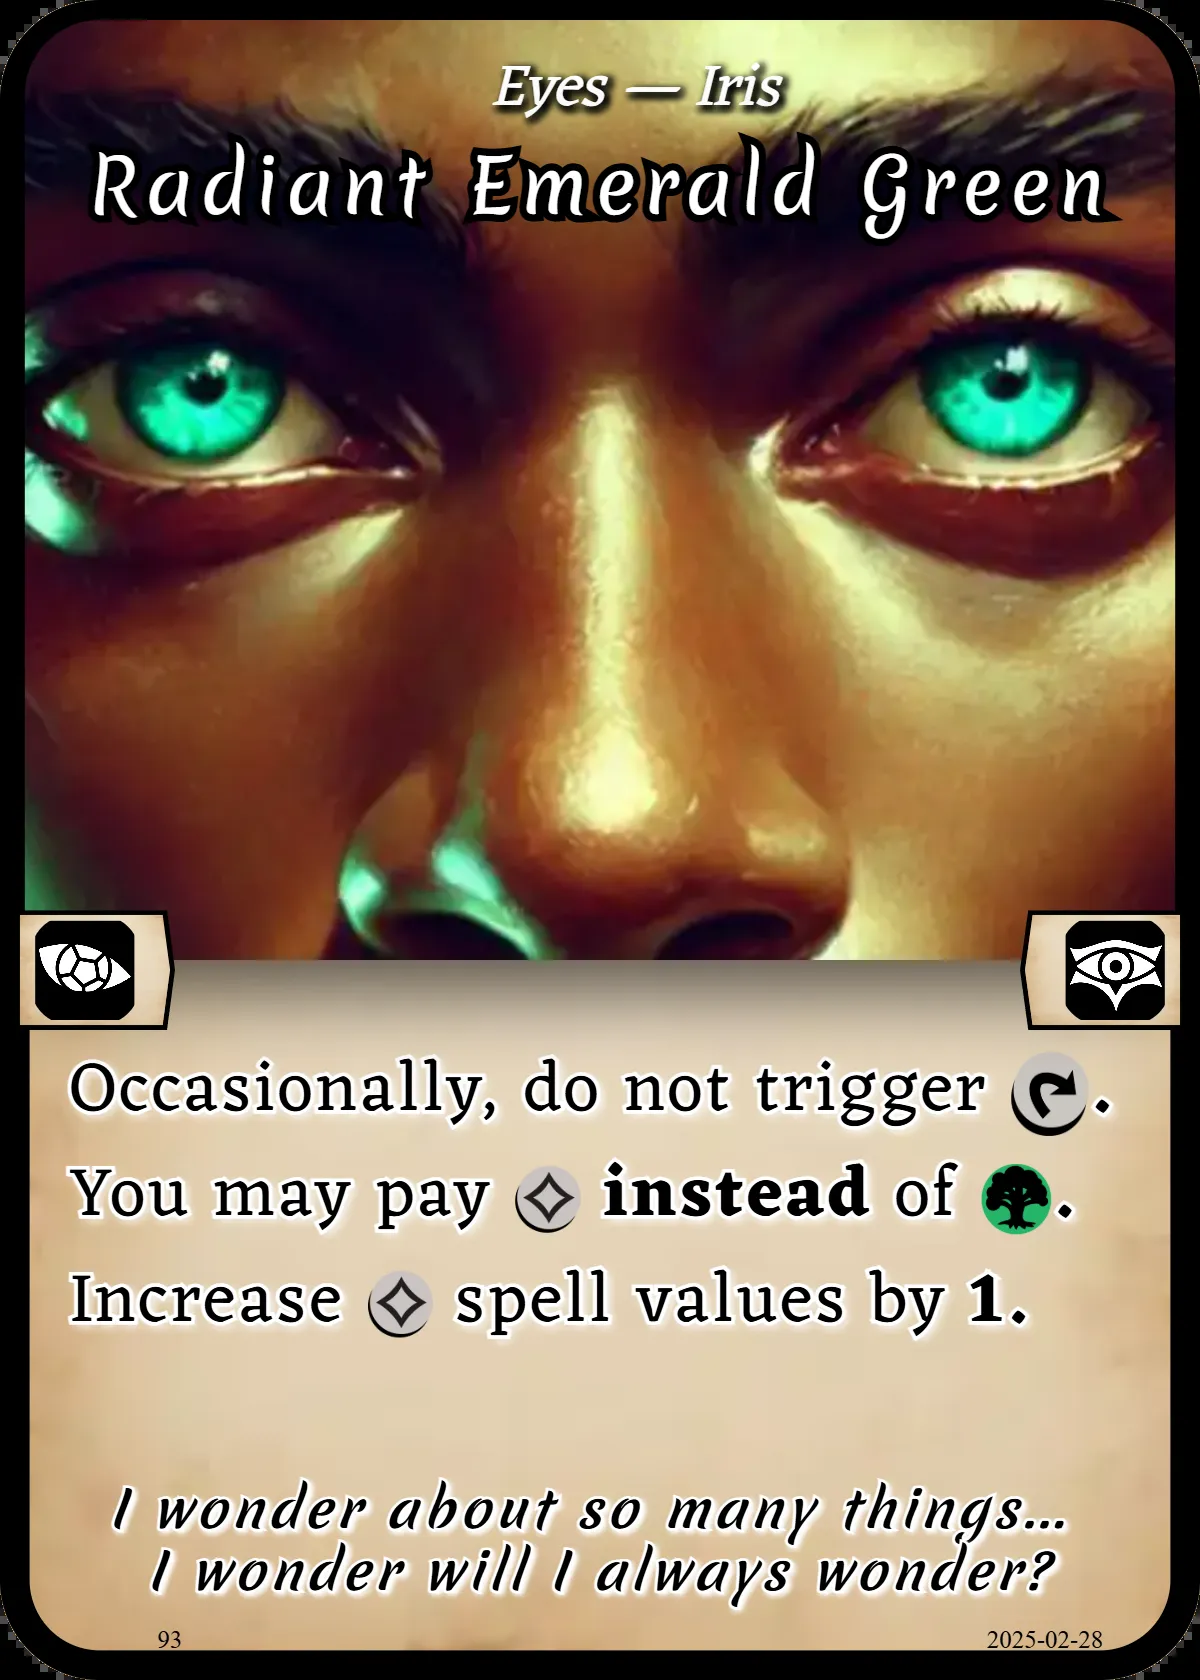 Eyes — Iris
Radiant Emerald Green
Occasionally, do not trigger .
You may pay instead of .
Increase spell values by 1.
I wonder about so many things...
I wonder will I always wonder?
93 2025-02-28